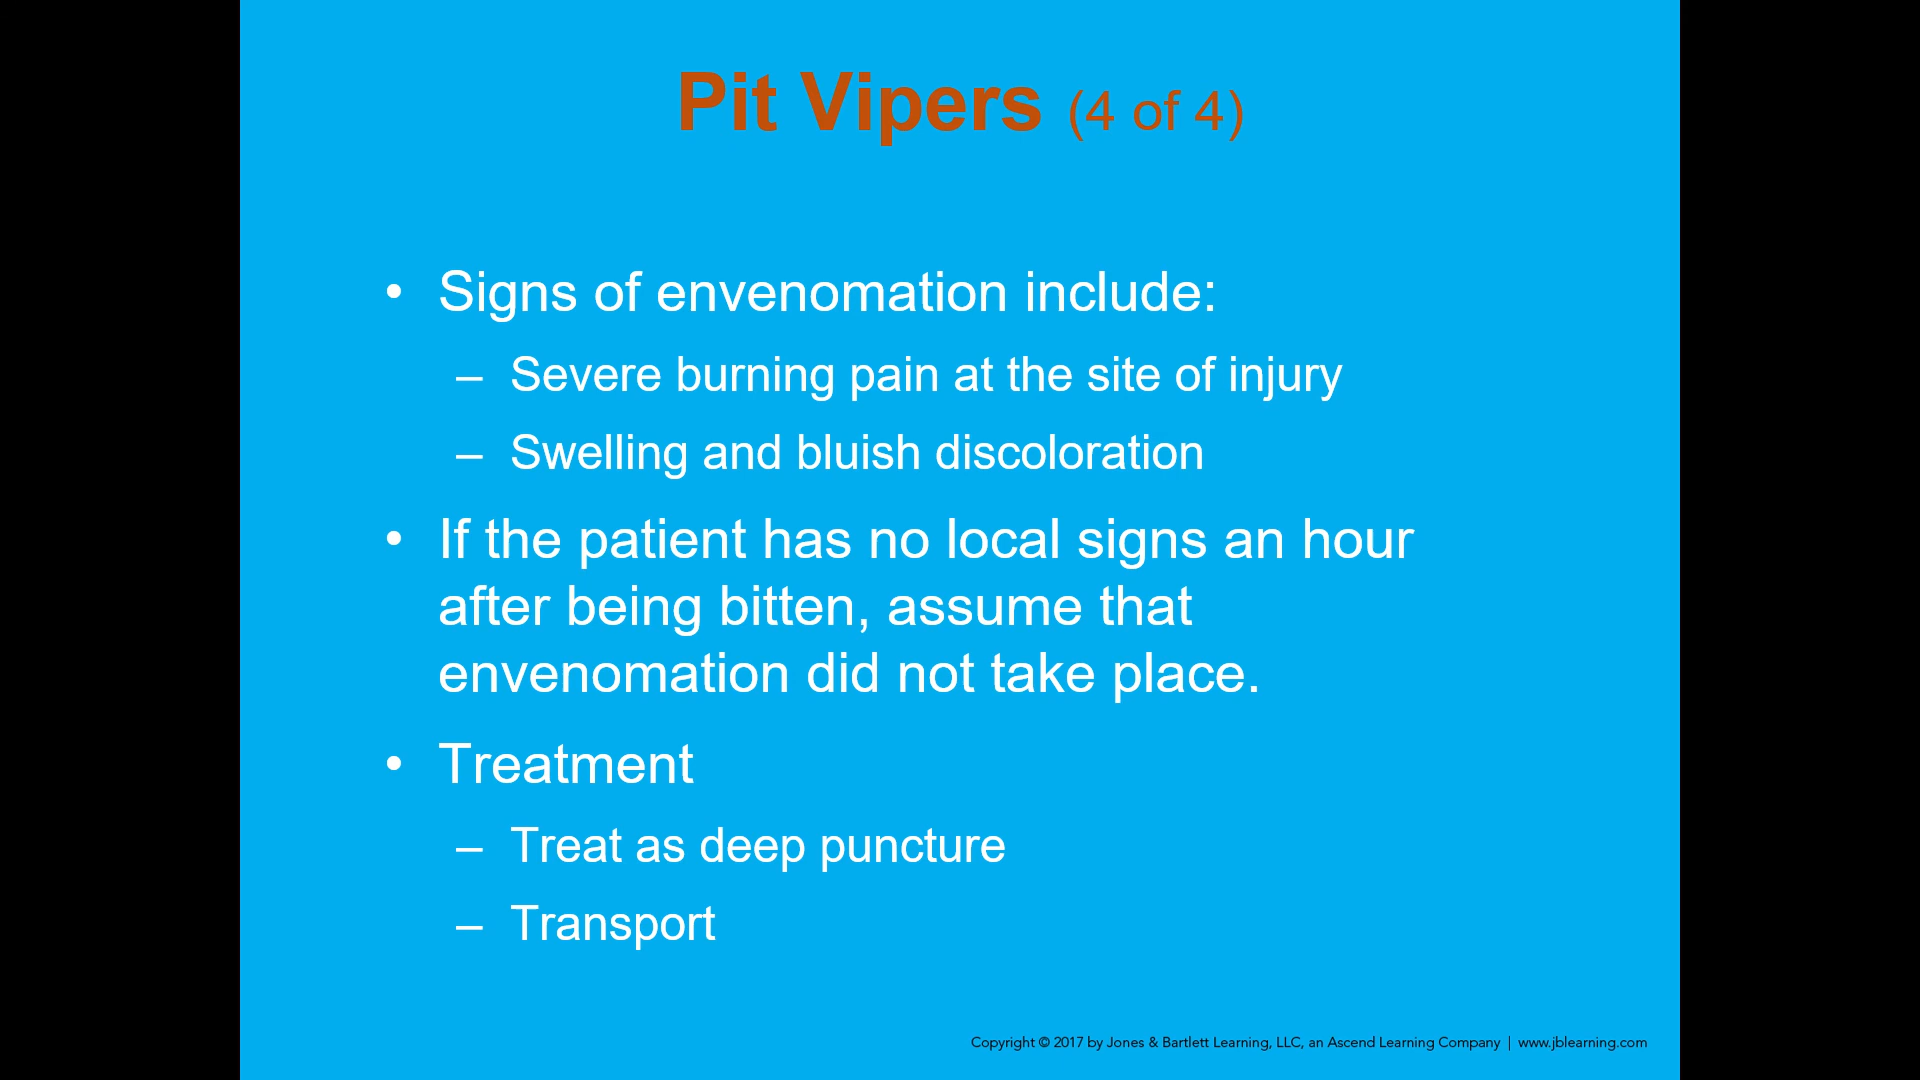 Pit Vipers (4 of 4)
• Signs of envenomation include:
– Severe burning pain at the site of injury
– Swelling and bluish discoloration
• If the patient has no local signs an hour
after being bitten, assume that
envenomation did not take place.
• Treatment
– Treat as deep puncture
– Transport
Copyright © 2017 by Jones & Bartlett Learning, LLC, an Ascend Learning Company | www.jblearning.com